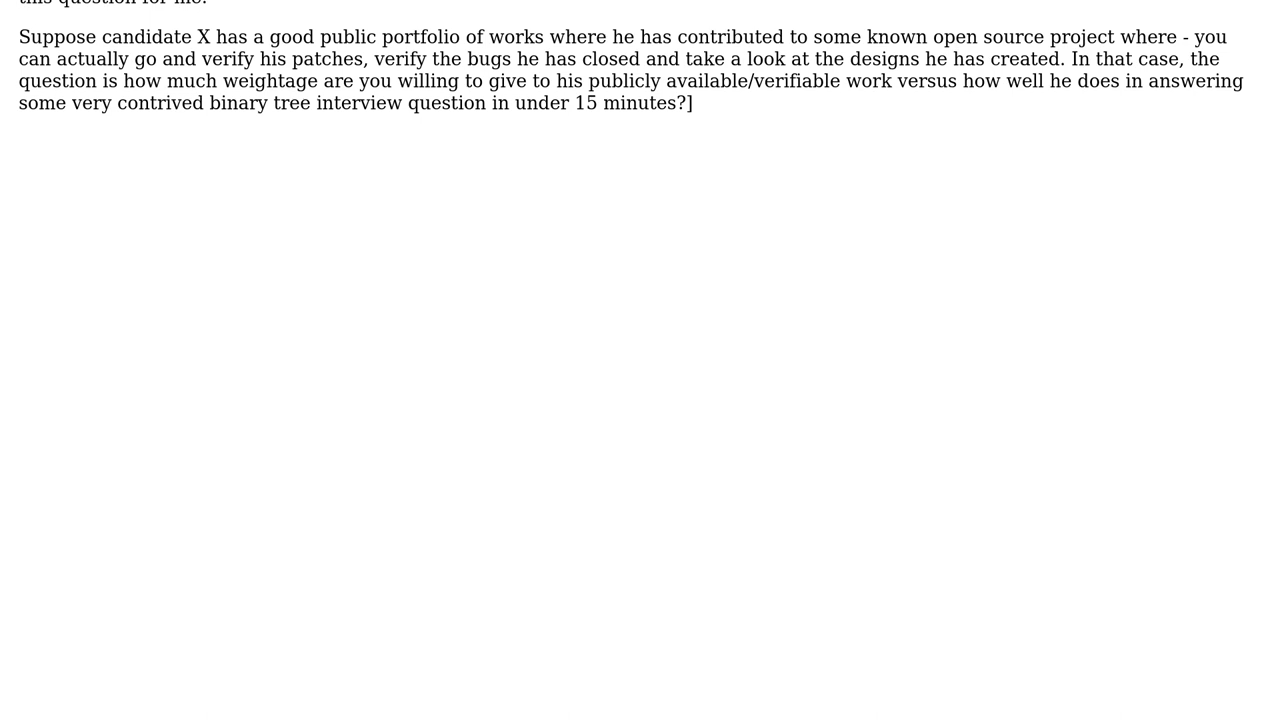 this question for me.
Suppose candidate X has a good public portfolio of works where he has contributed to some known open source project where - you
can actually go and verify his patches, verify the bugs he has closed and take a look at the designs he has created. In that case, the
question is how much weightage are you willing to give to his publicly available/verifiable work versus how well he does in answering
some very contrived binary tree interview question in under 15 minutes?]